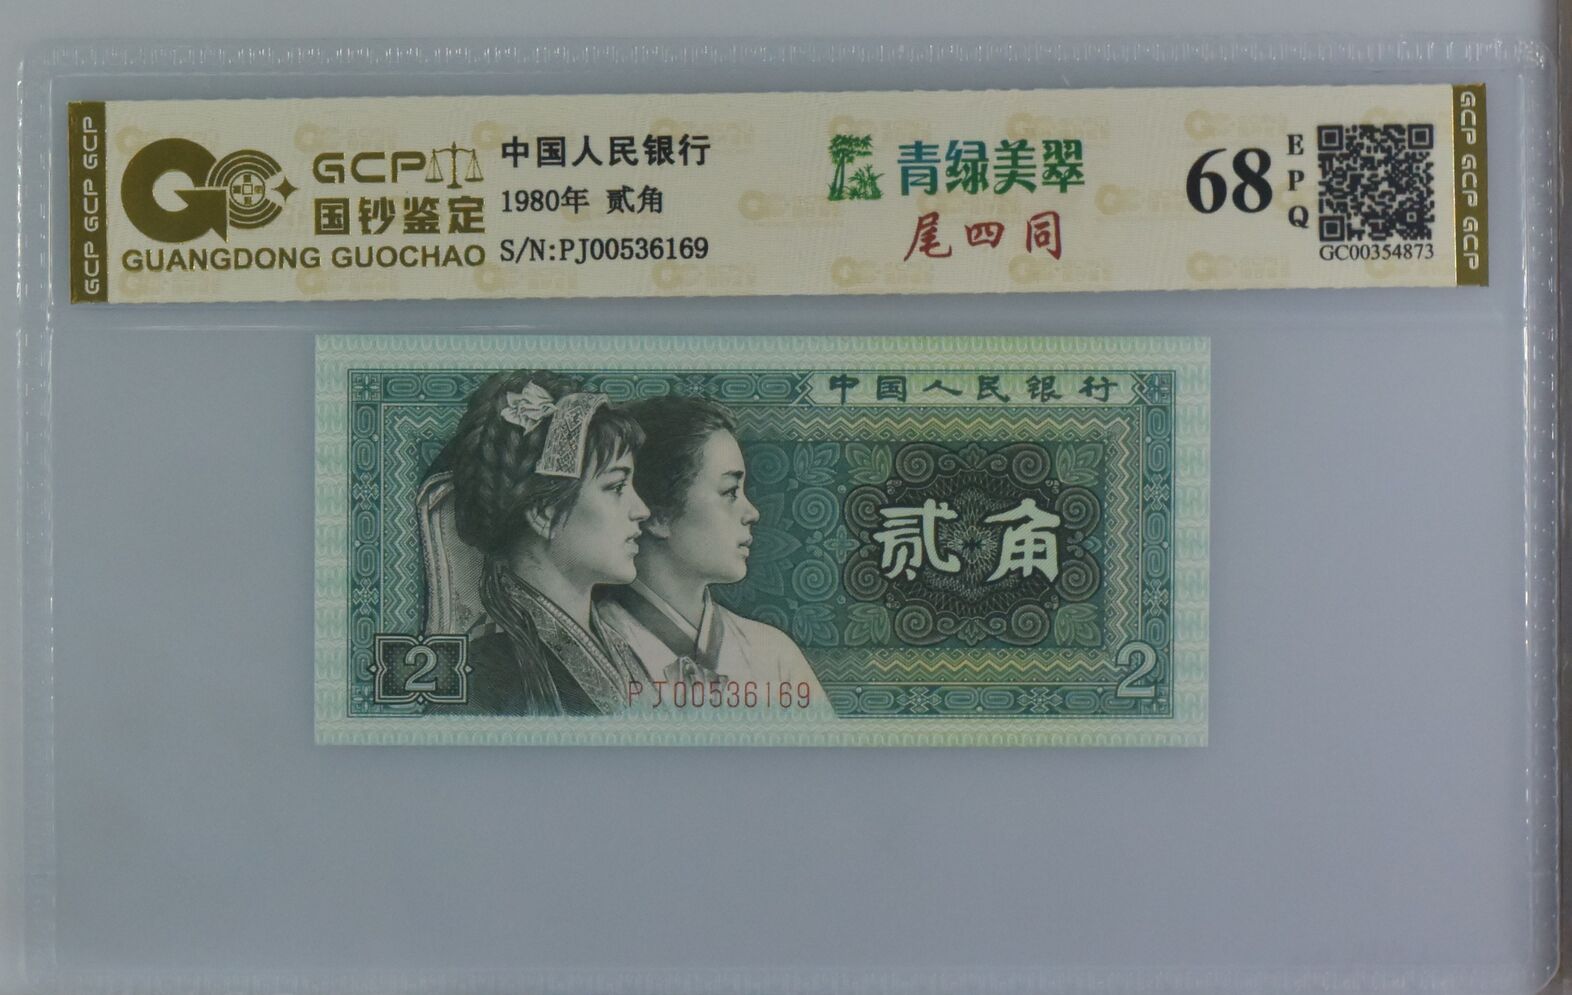 GCP GCP GCP
GCP
国钞鉴定
GUANGDONG GUOCHAO
中国人民银行
1980年 贰角
S/N:PJ00536169
青绿美翠
尾四同
68
EPQ
GC00354873
GCP GCP GCP
中国人民银行
贰角
2
2
PJ00536169